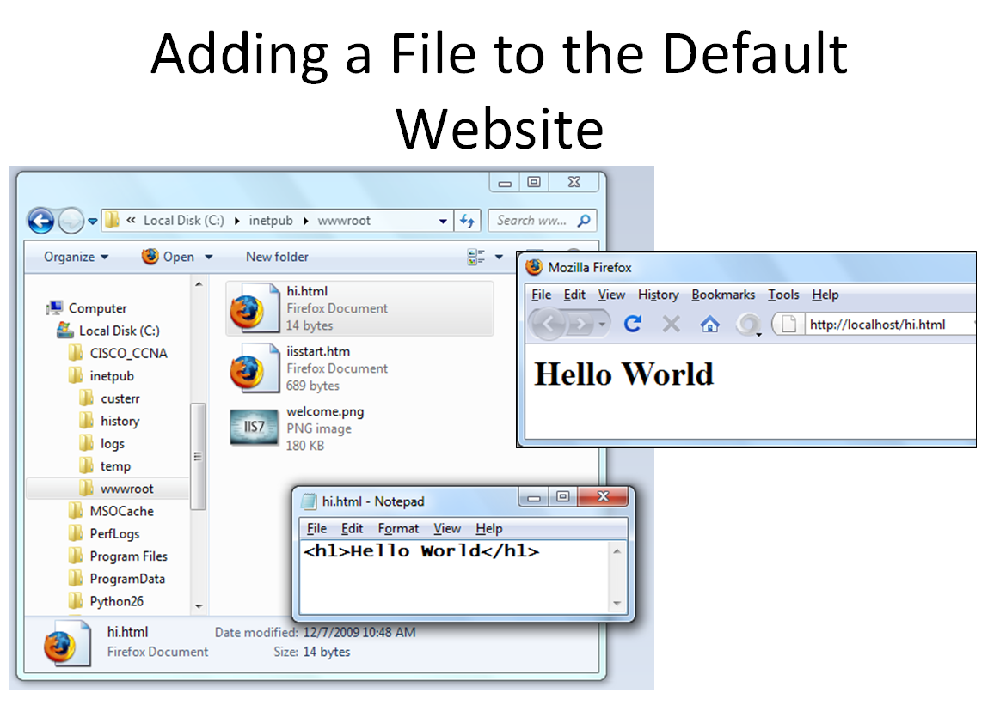 Adding a File to the Default
Website
« Local Disk (C:) ▸ inetpub ▸ wwwroot
Search ww...
Organize ▾ Open ▾ New folder
Computer
Local Disk (C:)
CISCO_CCNA
inetpub
custerr
history
logs
temp
wwwroot
MSOCache
PerfLogs
Program Files
ProgramData
Python26
hi.html
Firefox Document
14 bytes
iisstart.htm
Firefox Document
689 bytes
IIS7
welcome.png
PNG image
180 KB
Mozilla Firefox
File Edit View History Bookmarks Tools Help
http://localhost/hi.html
Hello World
hi.html - Notepad
File Edit Format View Help
<h1>Hello World</h1>
hi.html Date modified: 12/7/2009 10:48 AM
Firefox Document Size: 14 bytes